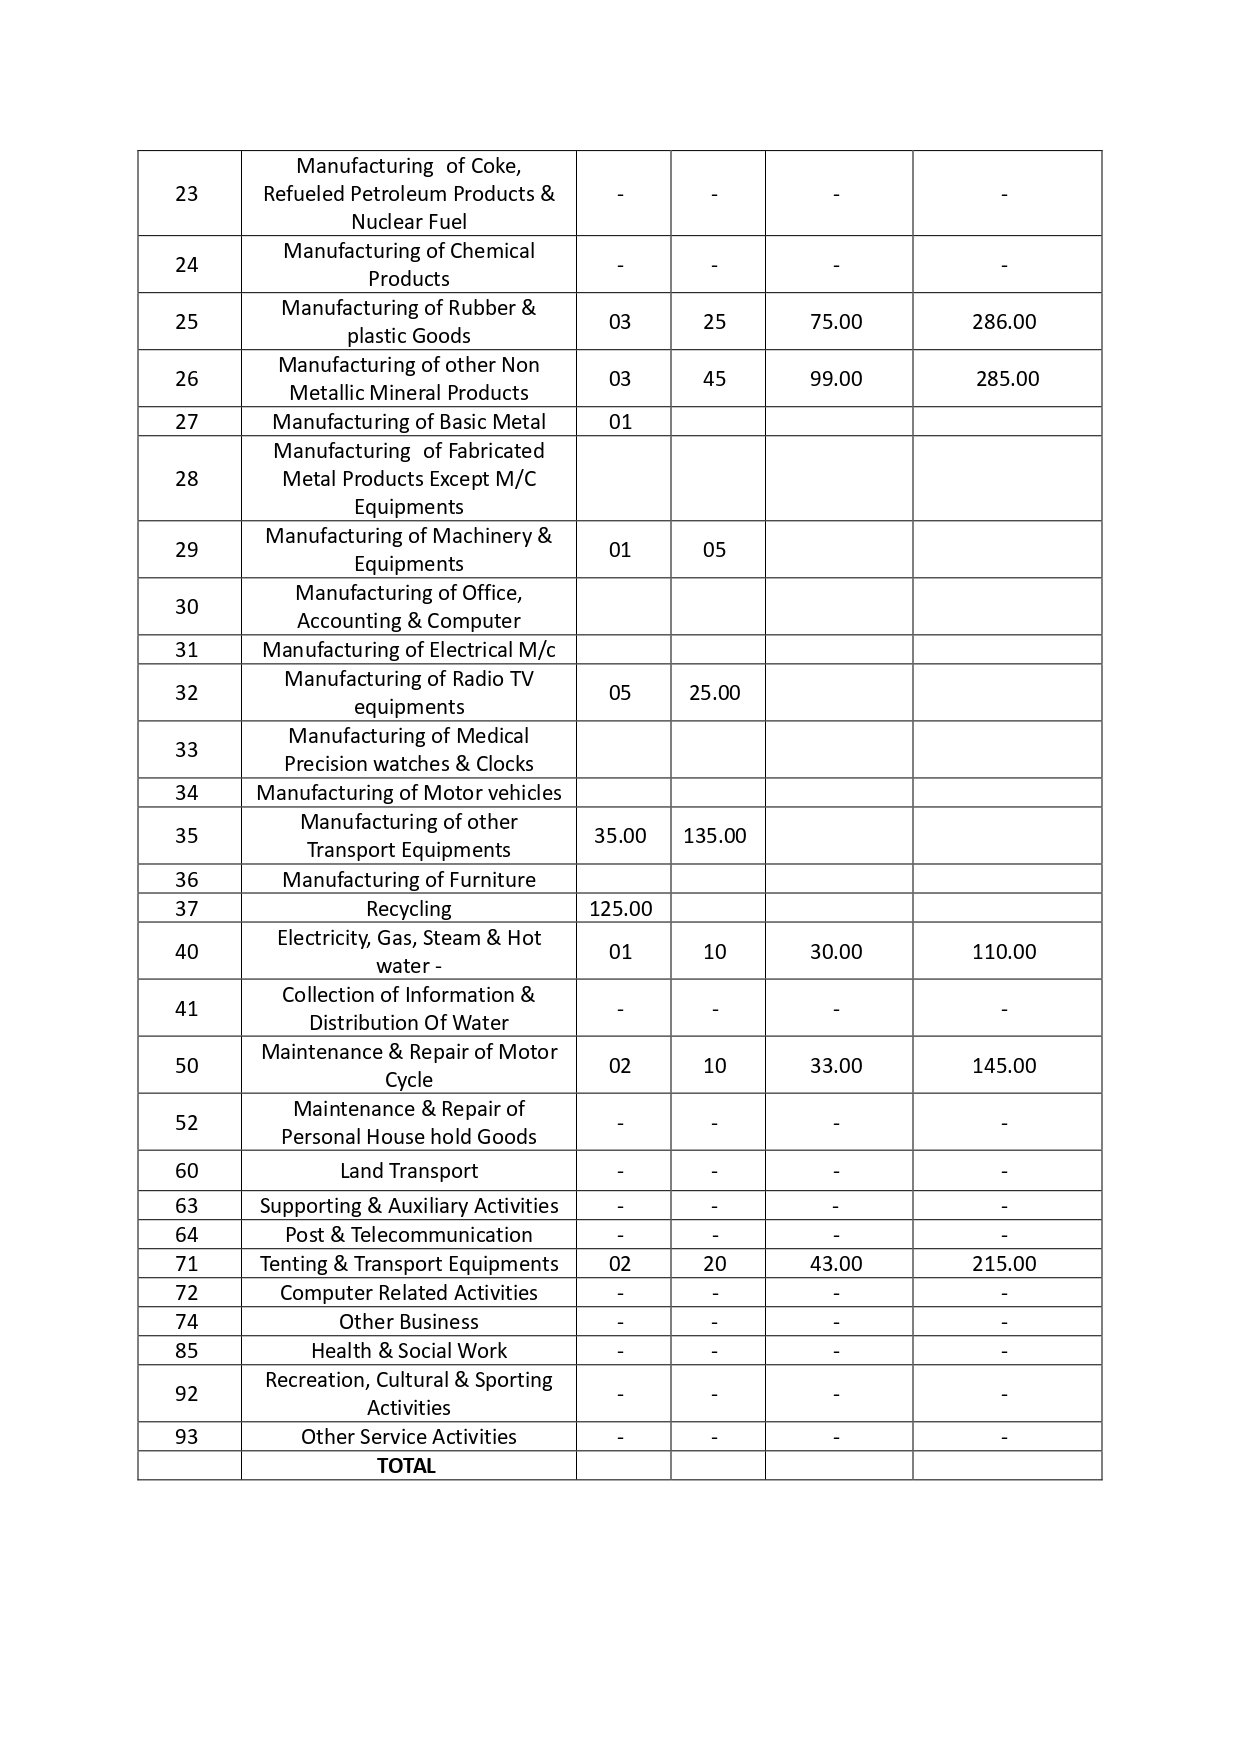 Manufacturing  of Coke,
23 Refueled Petroleum Products & - - - -
Nuclear Fuel
24 Manufacturing of Chemical - - - -
Products
25 Manufacturing of Rubber & 03 25 75.00 286.00
plastic Goods
26 Manufacturing of other Non 03 45 99.00 285.00
Metallic Mineral Products
27 Manufacturing of Basic Metal 01
Manufacturing  of Fabricated
28 Metal Products Except M/C
Equipments
29 Manufacturing of Machinery & 01 05
Equipments
30 Manufacturing of Office,
Accounting & Computer
31 Manufacturing of Electrical M/c
32 Manufacturing of Radio TV 05 25.00
equipments
33 Manufacturing of Medical
Precision watches & Clocks
34 Manufacturing of Motor vehicles
35 Manufacturing of other 35.00 135.00
Transport Equipments
36 Manufacturing of Furniture
37 Recycling 125.00
40 Electricity, Gas, Steam & Hot 01 10 30.00 110.00
water -
41 Collection of Information & - - - -
Distribution Of Water
50 Maintenance & Repair of Motor 02 10 33.00 145.00
Cycle
52 Maintenance & Repair of - - - -
Personal House hold Goods
60 Land Transport - - - -
63 Supporting & Auxiliary Activities - - - -
64 Post & Telecommunication - - - -
71 Tenting & Transport Equipments 02 20 43.00 215.00
72 Computer Related Activities - - - -
74 Other Business - - - -
85 Health & Social Work - - - -
92 Recreation, Cultural & Sporting - - - -
Activities
93 Other Service Activities - - - -
TOTAL